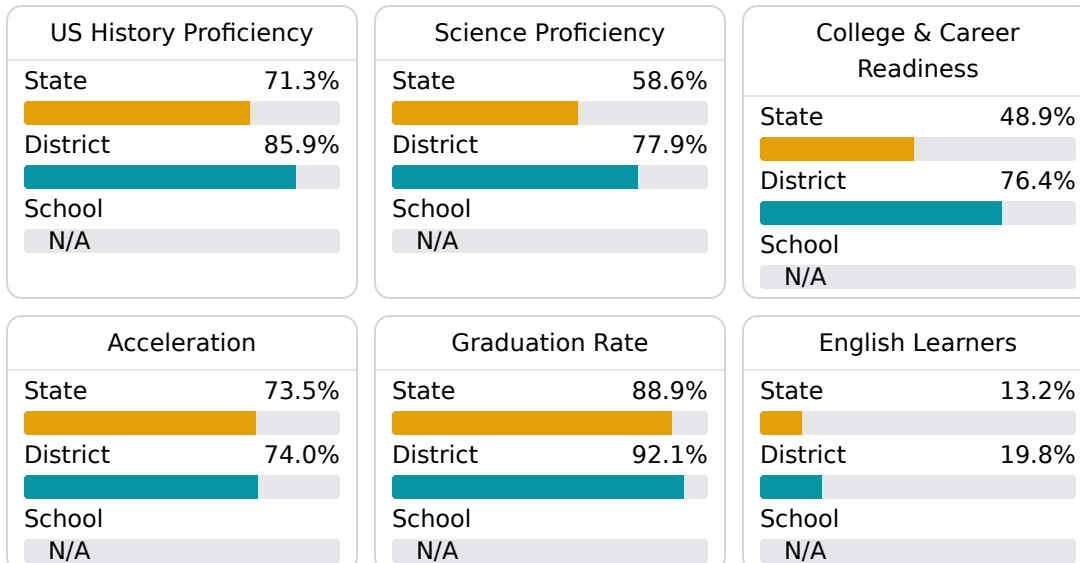 US History Proficiency
State 71.3%
District 85.9%
School
N/A
Science Proficiency
State 58.6%
District 77.9%
School
N/A
College & Career
Readiness
State 48.9%
District 76.4%
School
N/A
Acceleration
State 73.5%
District 74.0%
School
N/A
Graduation Rate
State 88.9%
District 92.1%
School
N/A
English Learners
State 13.2%
District 19.8%
School
N/A